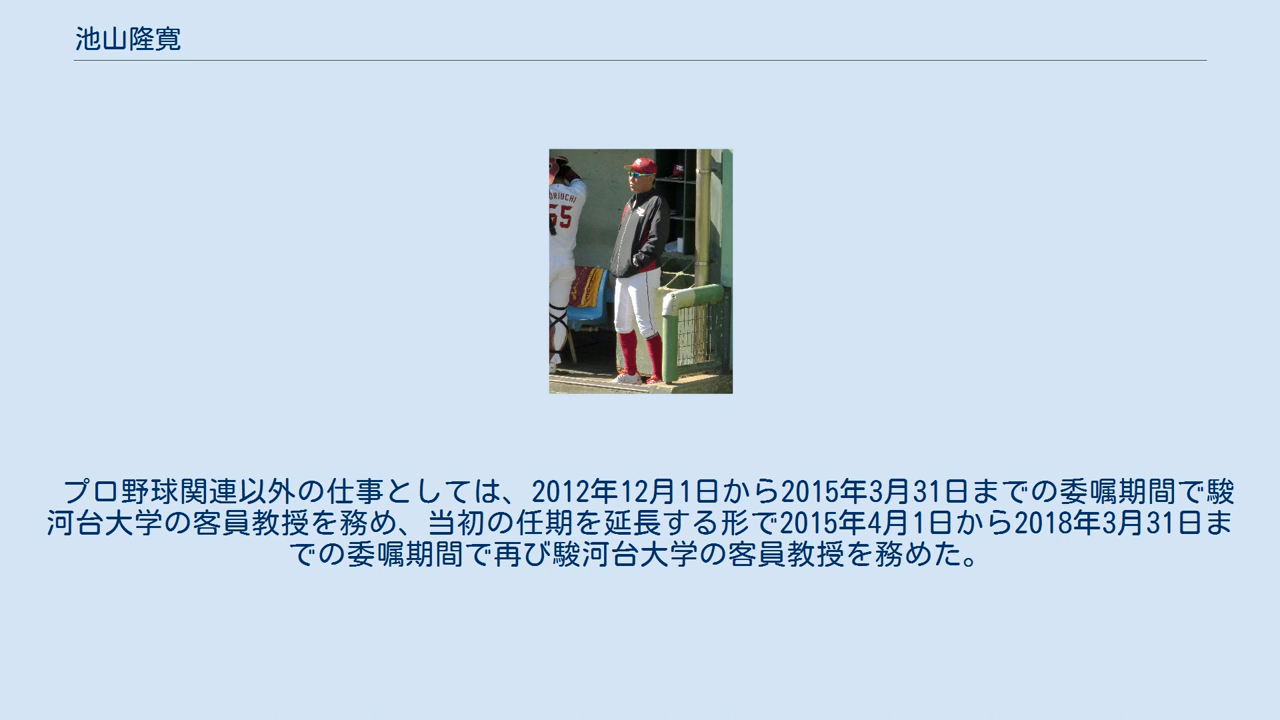 池山隆寛
ORIUCHI
55
プロ野球関連以外の仕事としては、2012年12月1日から2015年3月31日までの委嘱期間で駿
河台大学の客員教授を務め、当初の任期を延長する形で2015年4月1日から2018年3月31日ま
での委嘱期間で再び駿河台大学の客員教授を務めた。